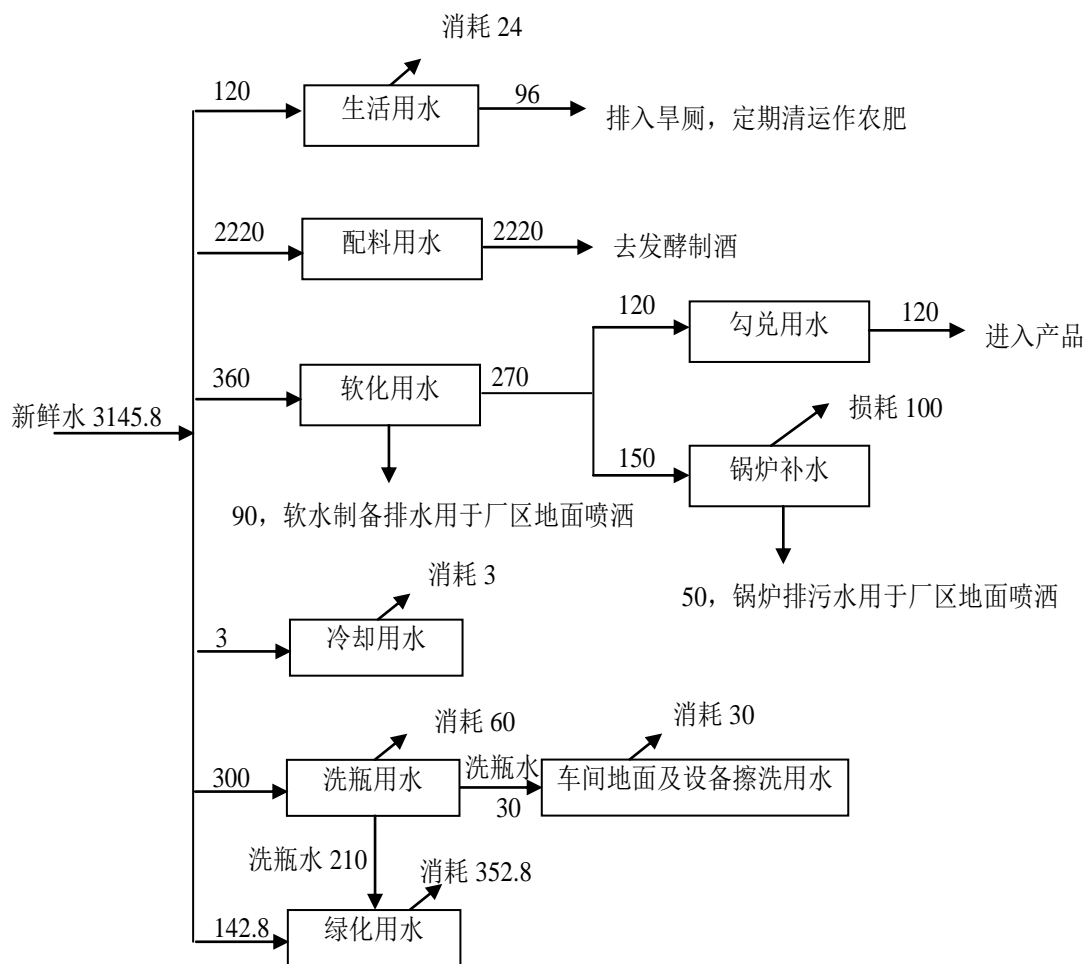 消耗 24
120
生活用水
96
排入旱厕，定期清运作农肥
2220
配料用水
2220
去发酵制酒
120
勾兑用水
120
进入产品
360
软化用水
270
新鲜水 3145.8
损耗 100
150
锅炉补水
90，软水制备排水用于厂区地面喷洒
50，锅炉排污水用于厂区地面喷洒
消耗 3
3
冷却用水
消耗 60
消耗 30
300
洗瓶用水
洗瓶水
30
车间地面及设备擦洗用水
洗瓶水 210
消耗 352.8
142.8
绿化用水